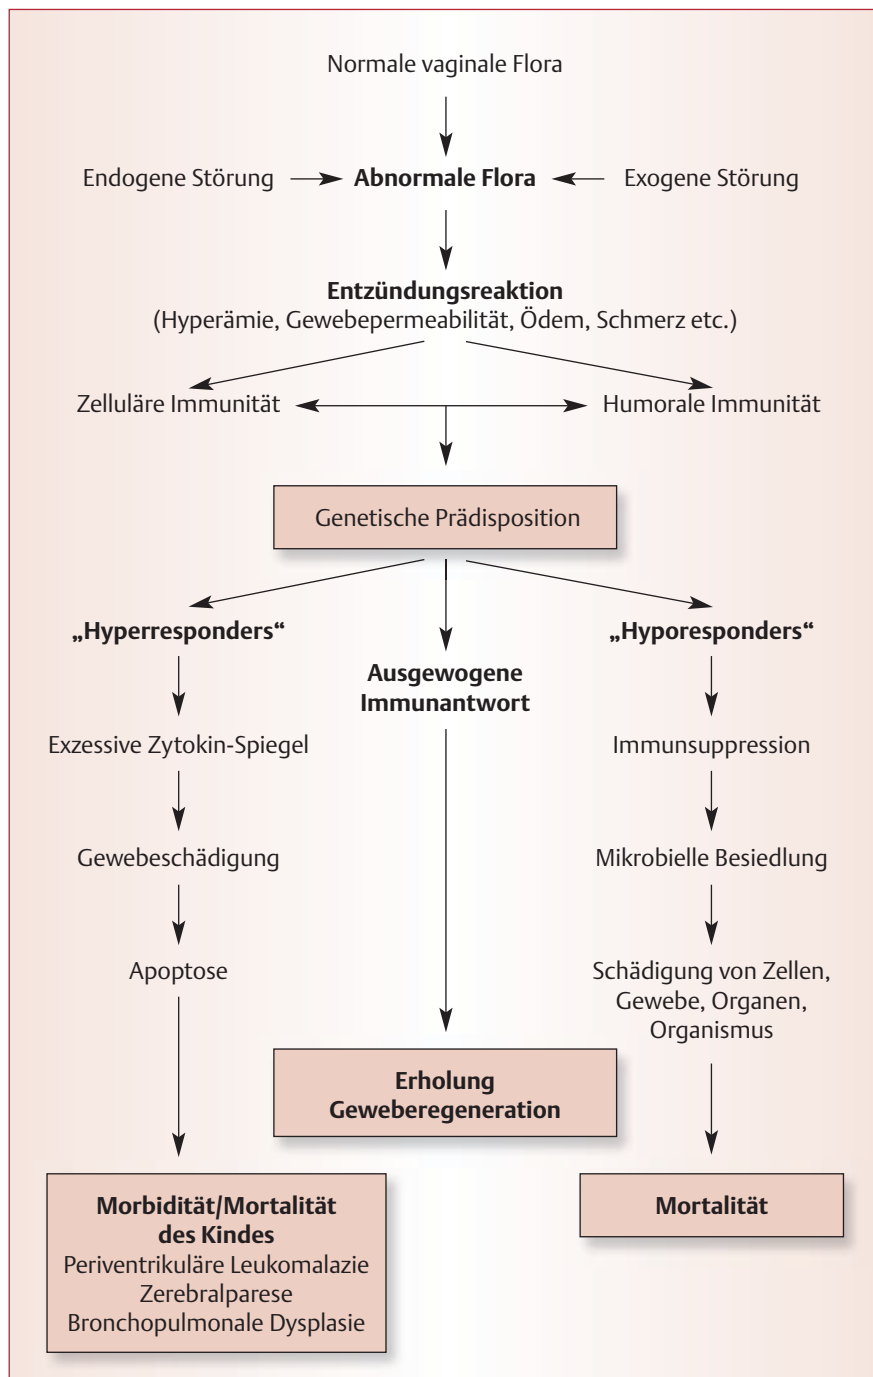 Normale vaginale Flora
Endogene Störung
Abnormale Flora
Exogene Störung
Entzündungsreaktion
(Hyperämie, Gewebepermeabilität, Ödem, Schmerz etc.)
Zelluläre Immunität
Humorale Immunität
Genetische Prädisposition
„Hyperresponders“
Ausgewogene
Immunantwort
„Hyporesponders“
Exzessive Zytokin-Spiegel
Immunsuppression
Gewebeschädigung
Mikrobielle Besiedlung
Apoptose
Schädigung von Zellen,
Gewebe, Organen,
Organismus
Erholung
Geweberegeneration
Morbidität/Mortalität
des Kindes
Periventrikuläre Leukomalazie
Zerebralparese
Bronchopulmonale Dysplasie
Mortalität